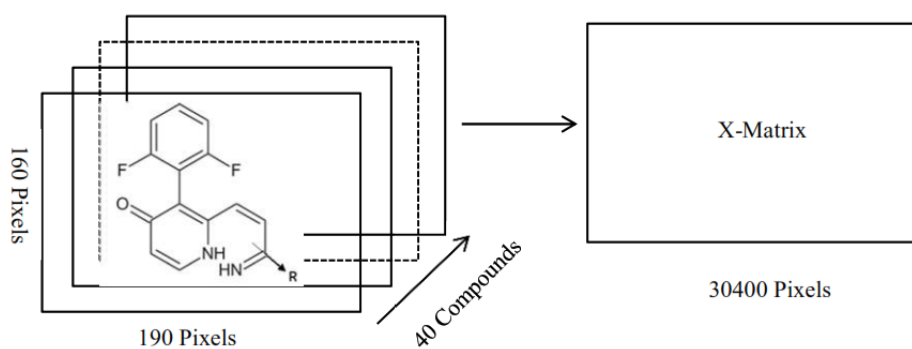 160 Pixels
F
F
O
NH
HN
R
190 Pixels
40 Compounds
X-Matrix
30400 Pixels